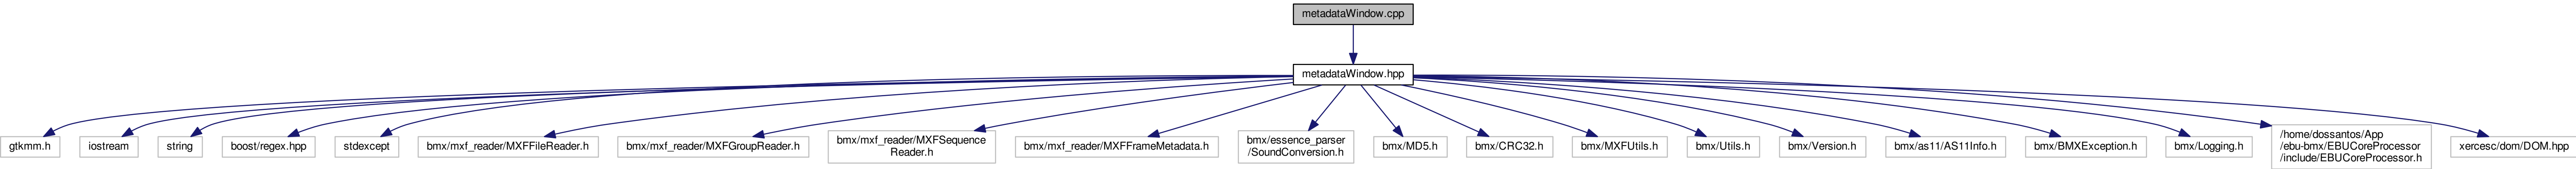 metadataWindow.cpp
metadataWindow.hpp
gtkmm.h
iostream
string
boost/regex.hpp
stdexcept
bmx/mxf_reader/MXFFileReader.h
bmx/mxf_reader/MXFGroupReader.h
bmx/mxf_reader/MXFSequence
Reader.h
bmx/mxf_reader/MXFFrameMetadata.h
bmx/essence_parser
/SoundConversion.h
bmx/MD5.h
bmx/CRC32.h
bmx/MXFUtils.h
bmx/Utils.h
bmx/Version.h
bmx/as11/AS11Info.h
bmx/BMXException.h
bmx/Logging.h
/home/dossantos/App
/ebu-bmx/EBUCoreProcessor
/include/EBUCoreProcessor.h
xercesc/dom/DOM.hpp